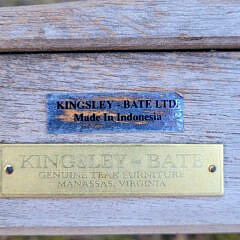 KINGSLEY - BATE LTD.
Made In Indonesia
KINGSLEY - BATE
GENUINE TEAK FURNITURE
MANASSAS, VIRGINIA